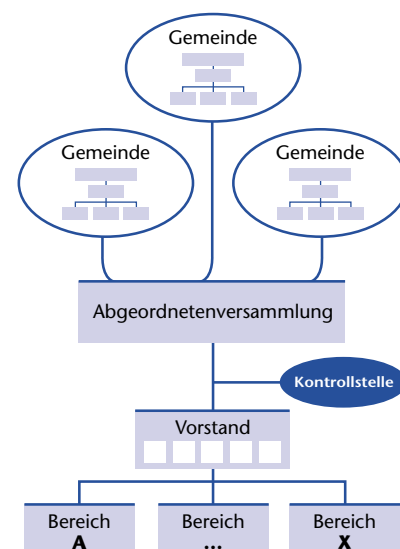 Gemeinde
Gemeinde
Gemeinde
Abgeordnetenversammlung
Kontrollstelle
Vorstand
Bereich
A
Bereich
...
Bereich
X